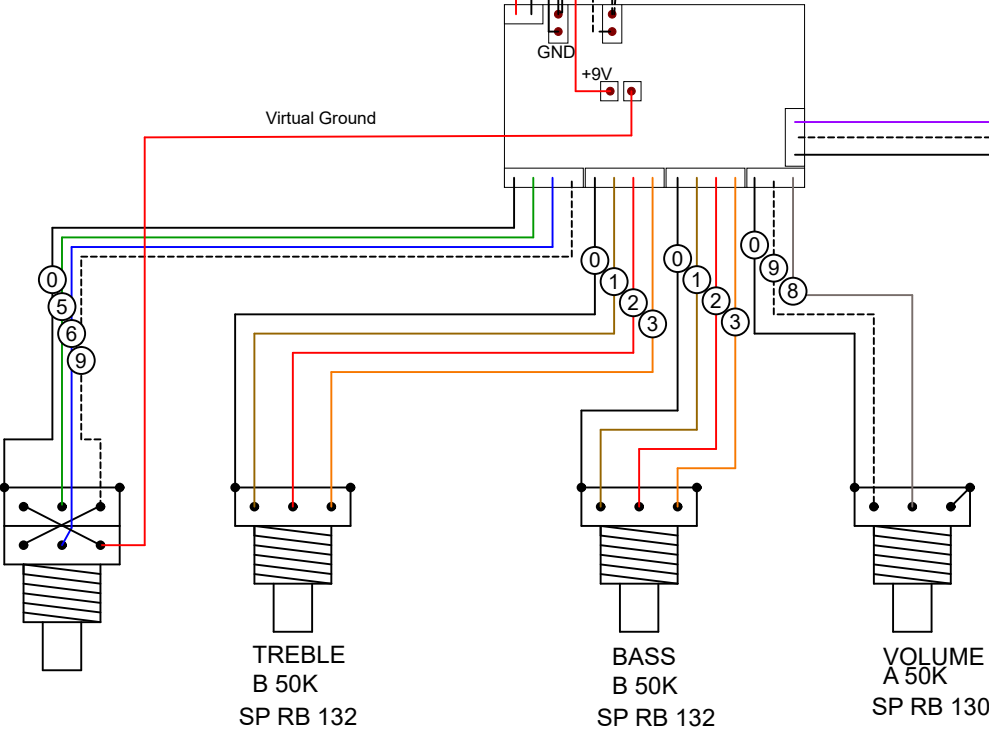 GND
+9V
Virtual Ground
0
5
6
9
0
1
2
3
0
1
2
3
0
9
8
TREBLE
B 50K
SP RB 132
BASS
B 50K
SP RB 132
VOLUME
A 50K
SP RB 130